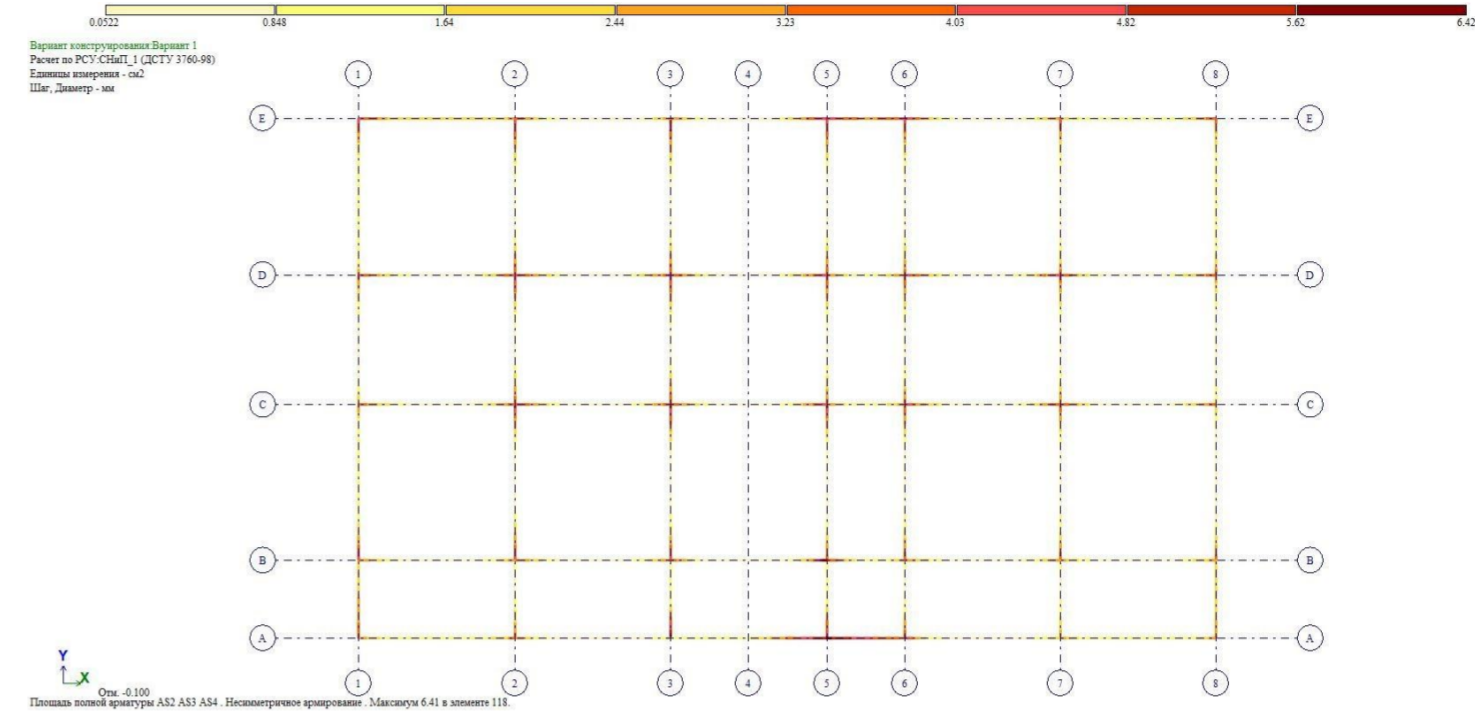 0.0522 0.848 1.64 2.44 3.23 4.03 4.82 5.62 6.42
Вариант конструирования:Вариант 1
Расчет по РСУ:СНиП_1 (ДСТУ 3760-98)
Единицы измерения - см2
Шаг, Диаметр - мм
1 2 3 4 5 6 7 8
E E
D D
C C
B B
A A
Y
X
1 2 3 4 5 6 7 8
Отм. -0.100
Площадь полной арматуры AS2 AS3 AS4 . Несимметричное армирование . Максимум 6.41 в элементе 118.